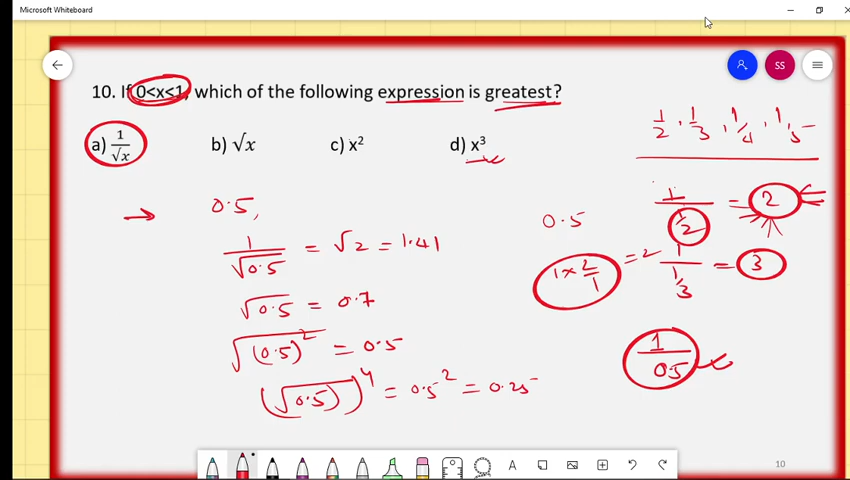 Microsoft Whiteboard
SS
10. If 0<x<1, which of the following expression is greatest?
a) 1/√x b) √x c) x² d) x³
1/2, 1/3, 1/4, 1/5
→ 0.5,
1/√0.5 = √2 = 1.41
√0.5 = 0.7
√(0.5)² = 0.5
(√0.5)⁴ = 0.5² = 0.25
0.5
1 × 2/1 = 2
1/(1/2) = 2
1/(1/3) = 3
1/0.5
A
10